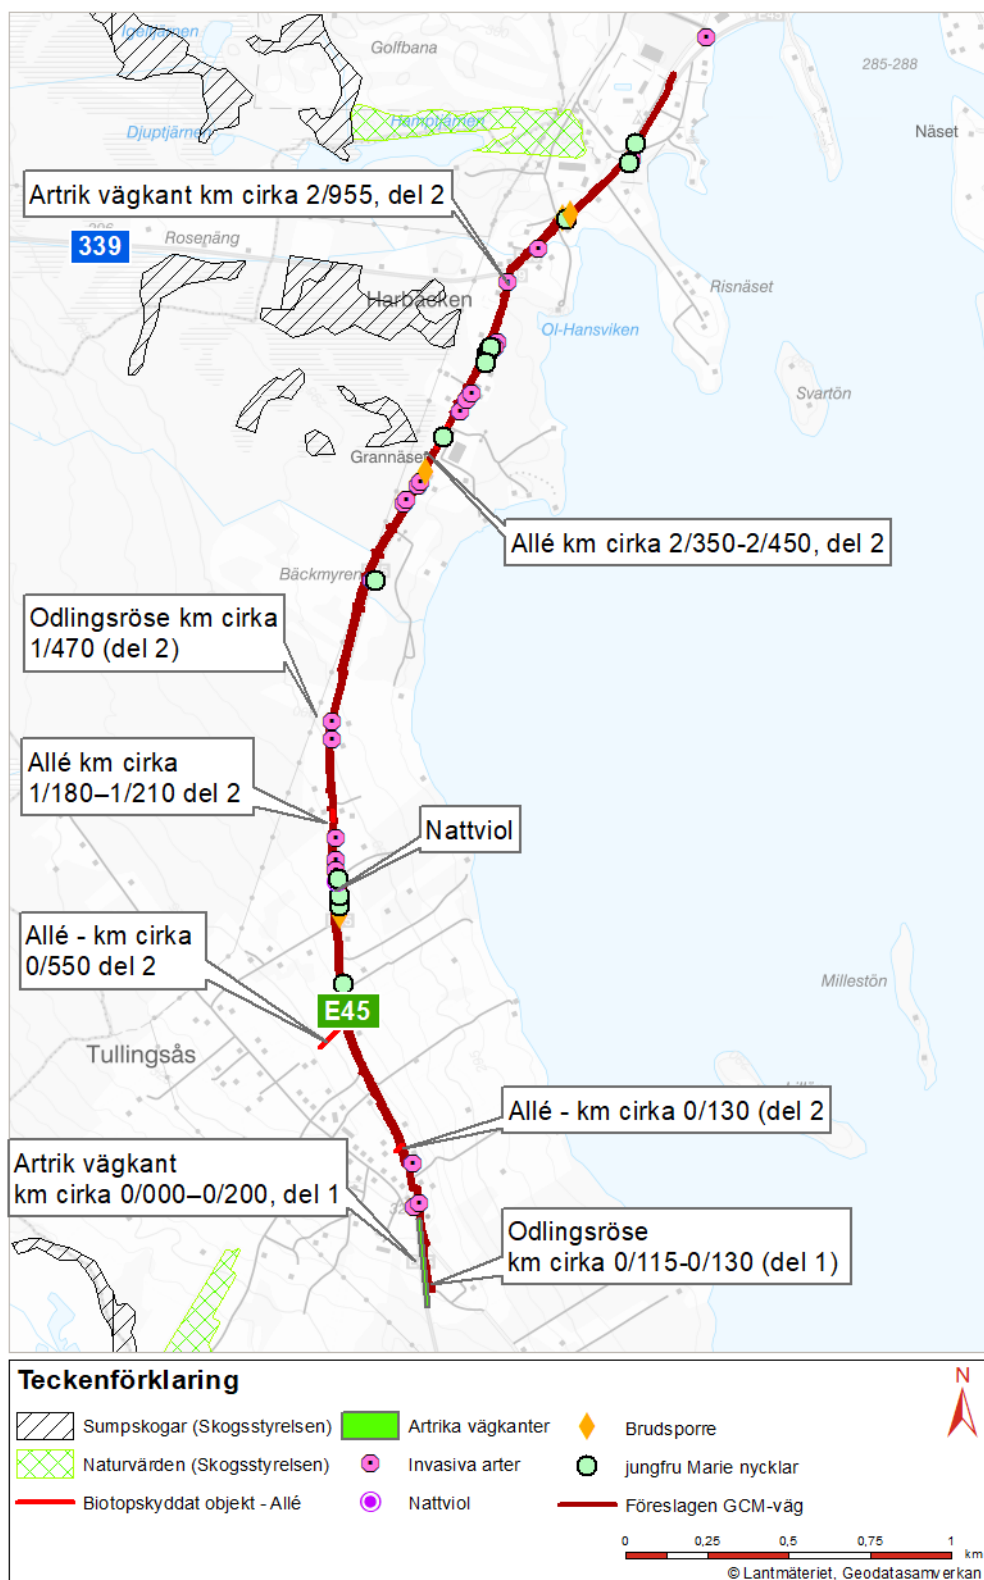 Igeltjärnen
Golfbana
285-288
Hamptjärnen
Djuptjärnen
Näset
Artrik vägkant km cirka 2/955, del 2
Rosenäng
339
Risnäset
Harbäcken
Ol-Hansviken
Svartön
Grannäset
Allé km cirka 2/350-2/450, del 2
Bäckmyren
Odlingsröse km cirka
1/470 (del 2)
Allé km cirka
1/180–1/210 del 2
Nattviol
Allé - km cirka
0/550 del 2
Millestön
E45
Tullingsås
Allé - km cirka 0/130 (del 2
Artrik vägkant
km cirka 0/000–0/200, del 1
Odlingsröse
km cirka 0/115-0/130 (del 1)
Teckenförklaring
N
Sumpskogar (Skogsstyrelsen)
Artrika vägkanter
Brudsporre
Naturvärden (Skogsstyrelsen)
Invasiva arter
jungfru Marie nycklar
Biotopskyddat objekt - Allé
Nattviol
Föreslagen GCM-väg
0 0,25 0,5 0,75 1
km
© Lantmäteriet, Geodatasamverkan